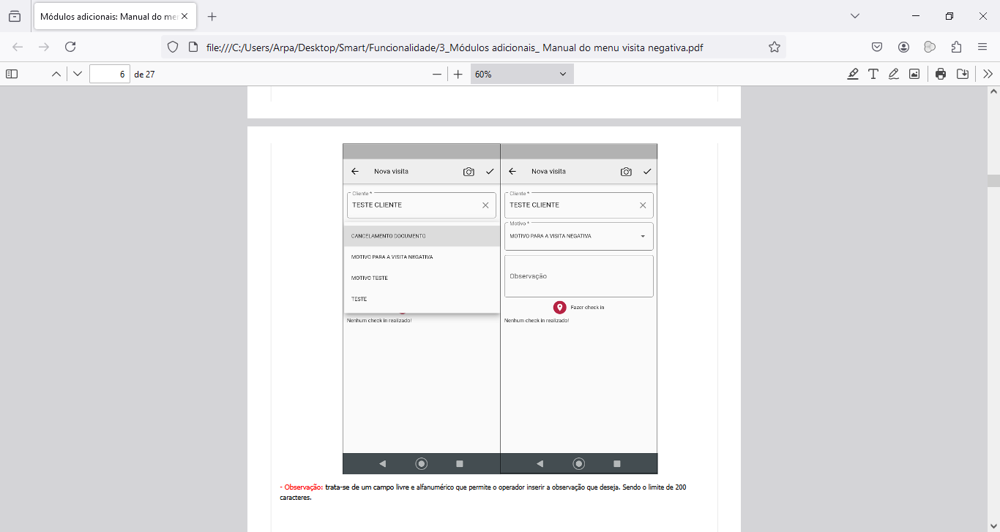 Módulos adicionais: Manual do me
file:///C:/Users/Arpa/Desktop/Smart/Funcionalidade/3_Módulos adicionais_ Manual do menu visita negativa.pdf
6 de 27
60%
Nova visita
Cliente *
TESTE CLIENTE
CANCELAMENTO DOCUMENTO
MOTIVO PARA A VISITA NEGATIVA
MOTIVO TESTE
TESTE
Nenhum check in realizado!
Nova visita
Cliente *
TESTE CLIENTE
Motivo *
MOTIVO PARA A VISITA NEGATIVA
Observação
Fazer check in
Nenhum check in realizado!
- Observação: trata-se de um campo livre e alfanumérico que permite o operador inserir a observação que deseja. Sendo o limite de 200
caracteres.